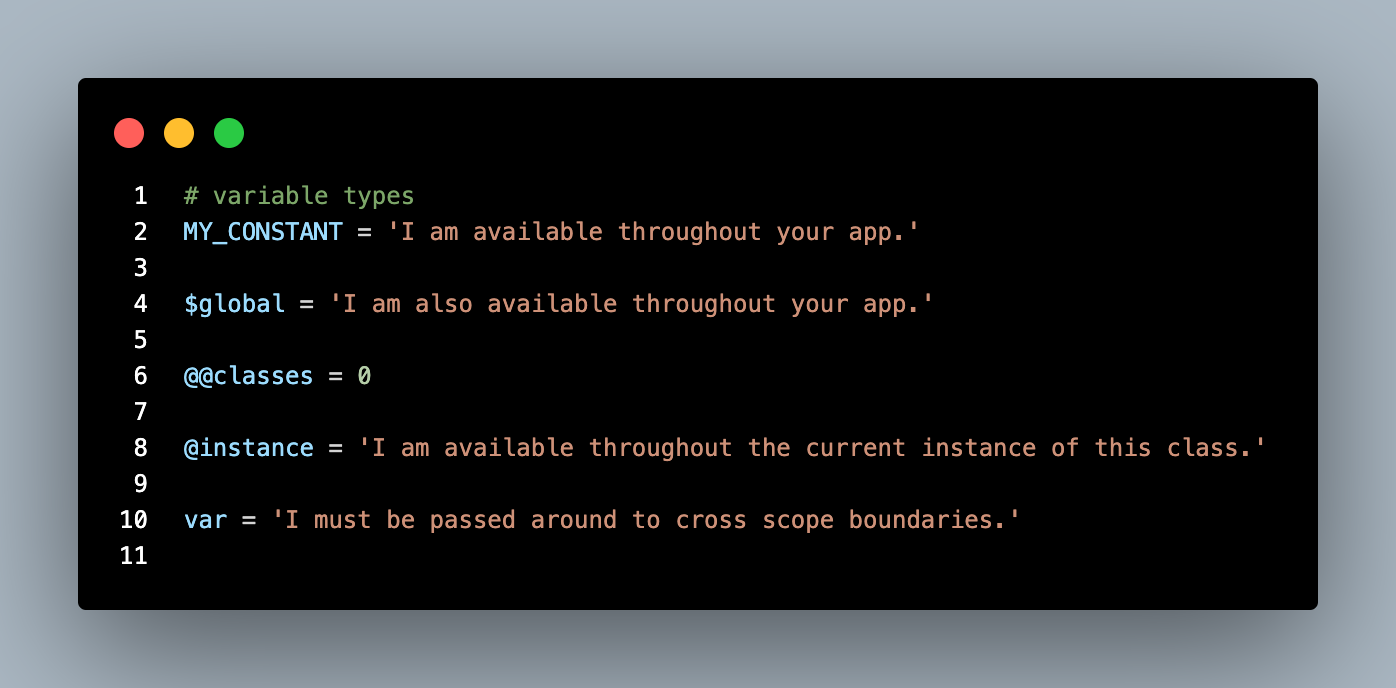 1 # variable types
2 MY_CONSTANT = 'I am available throughout your app.'
3
4 $global = 'I am also available throughout your app.'
5
6 @@classes = 0
7
8 @instance = 'I am available throughout the current instance of this class.'
9
10 var = 'I must be passed around to cross scope boundaries.'
11